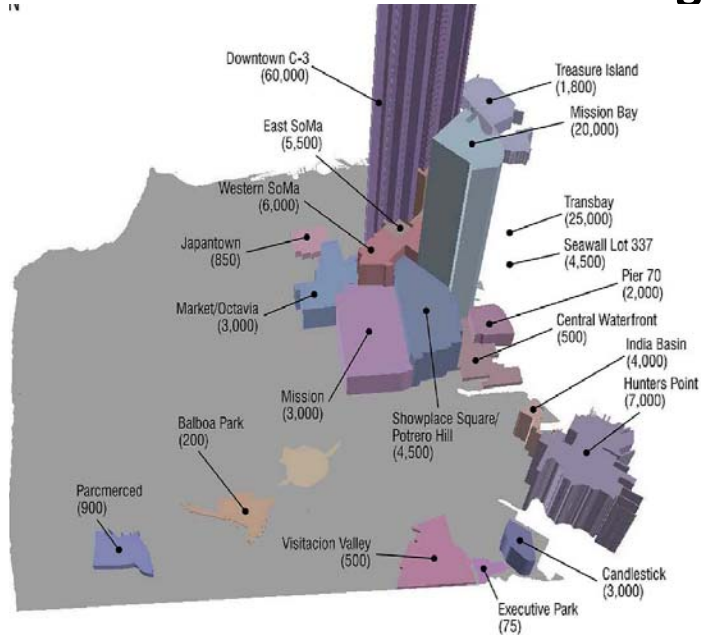 N
Downtown C-3
(60,000)
Treasure Island
(1,800)
Mission Bay
(20,000)
East SoMa
(5,500)
Western SoMa
(6,000)
Transbay
(25,000)
Japantown
(850)
Seawall Lot 337
(4,500)
Pier 70
(2,000)
Market/Octavia
(3,000)
Central Waterfront
(500)
India Basin
(4,000)
Hunters Point
(7,000)
Mission
(3,000)
Showplace Square/
Potrero Hill
(4,500)
Balboa Park
(200)
Parcmerced
(900)
Visitacion Valley
(500)
Candlestick
(3,000)
Executive Park
(75)